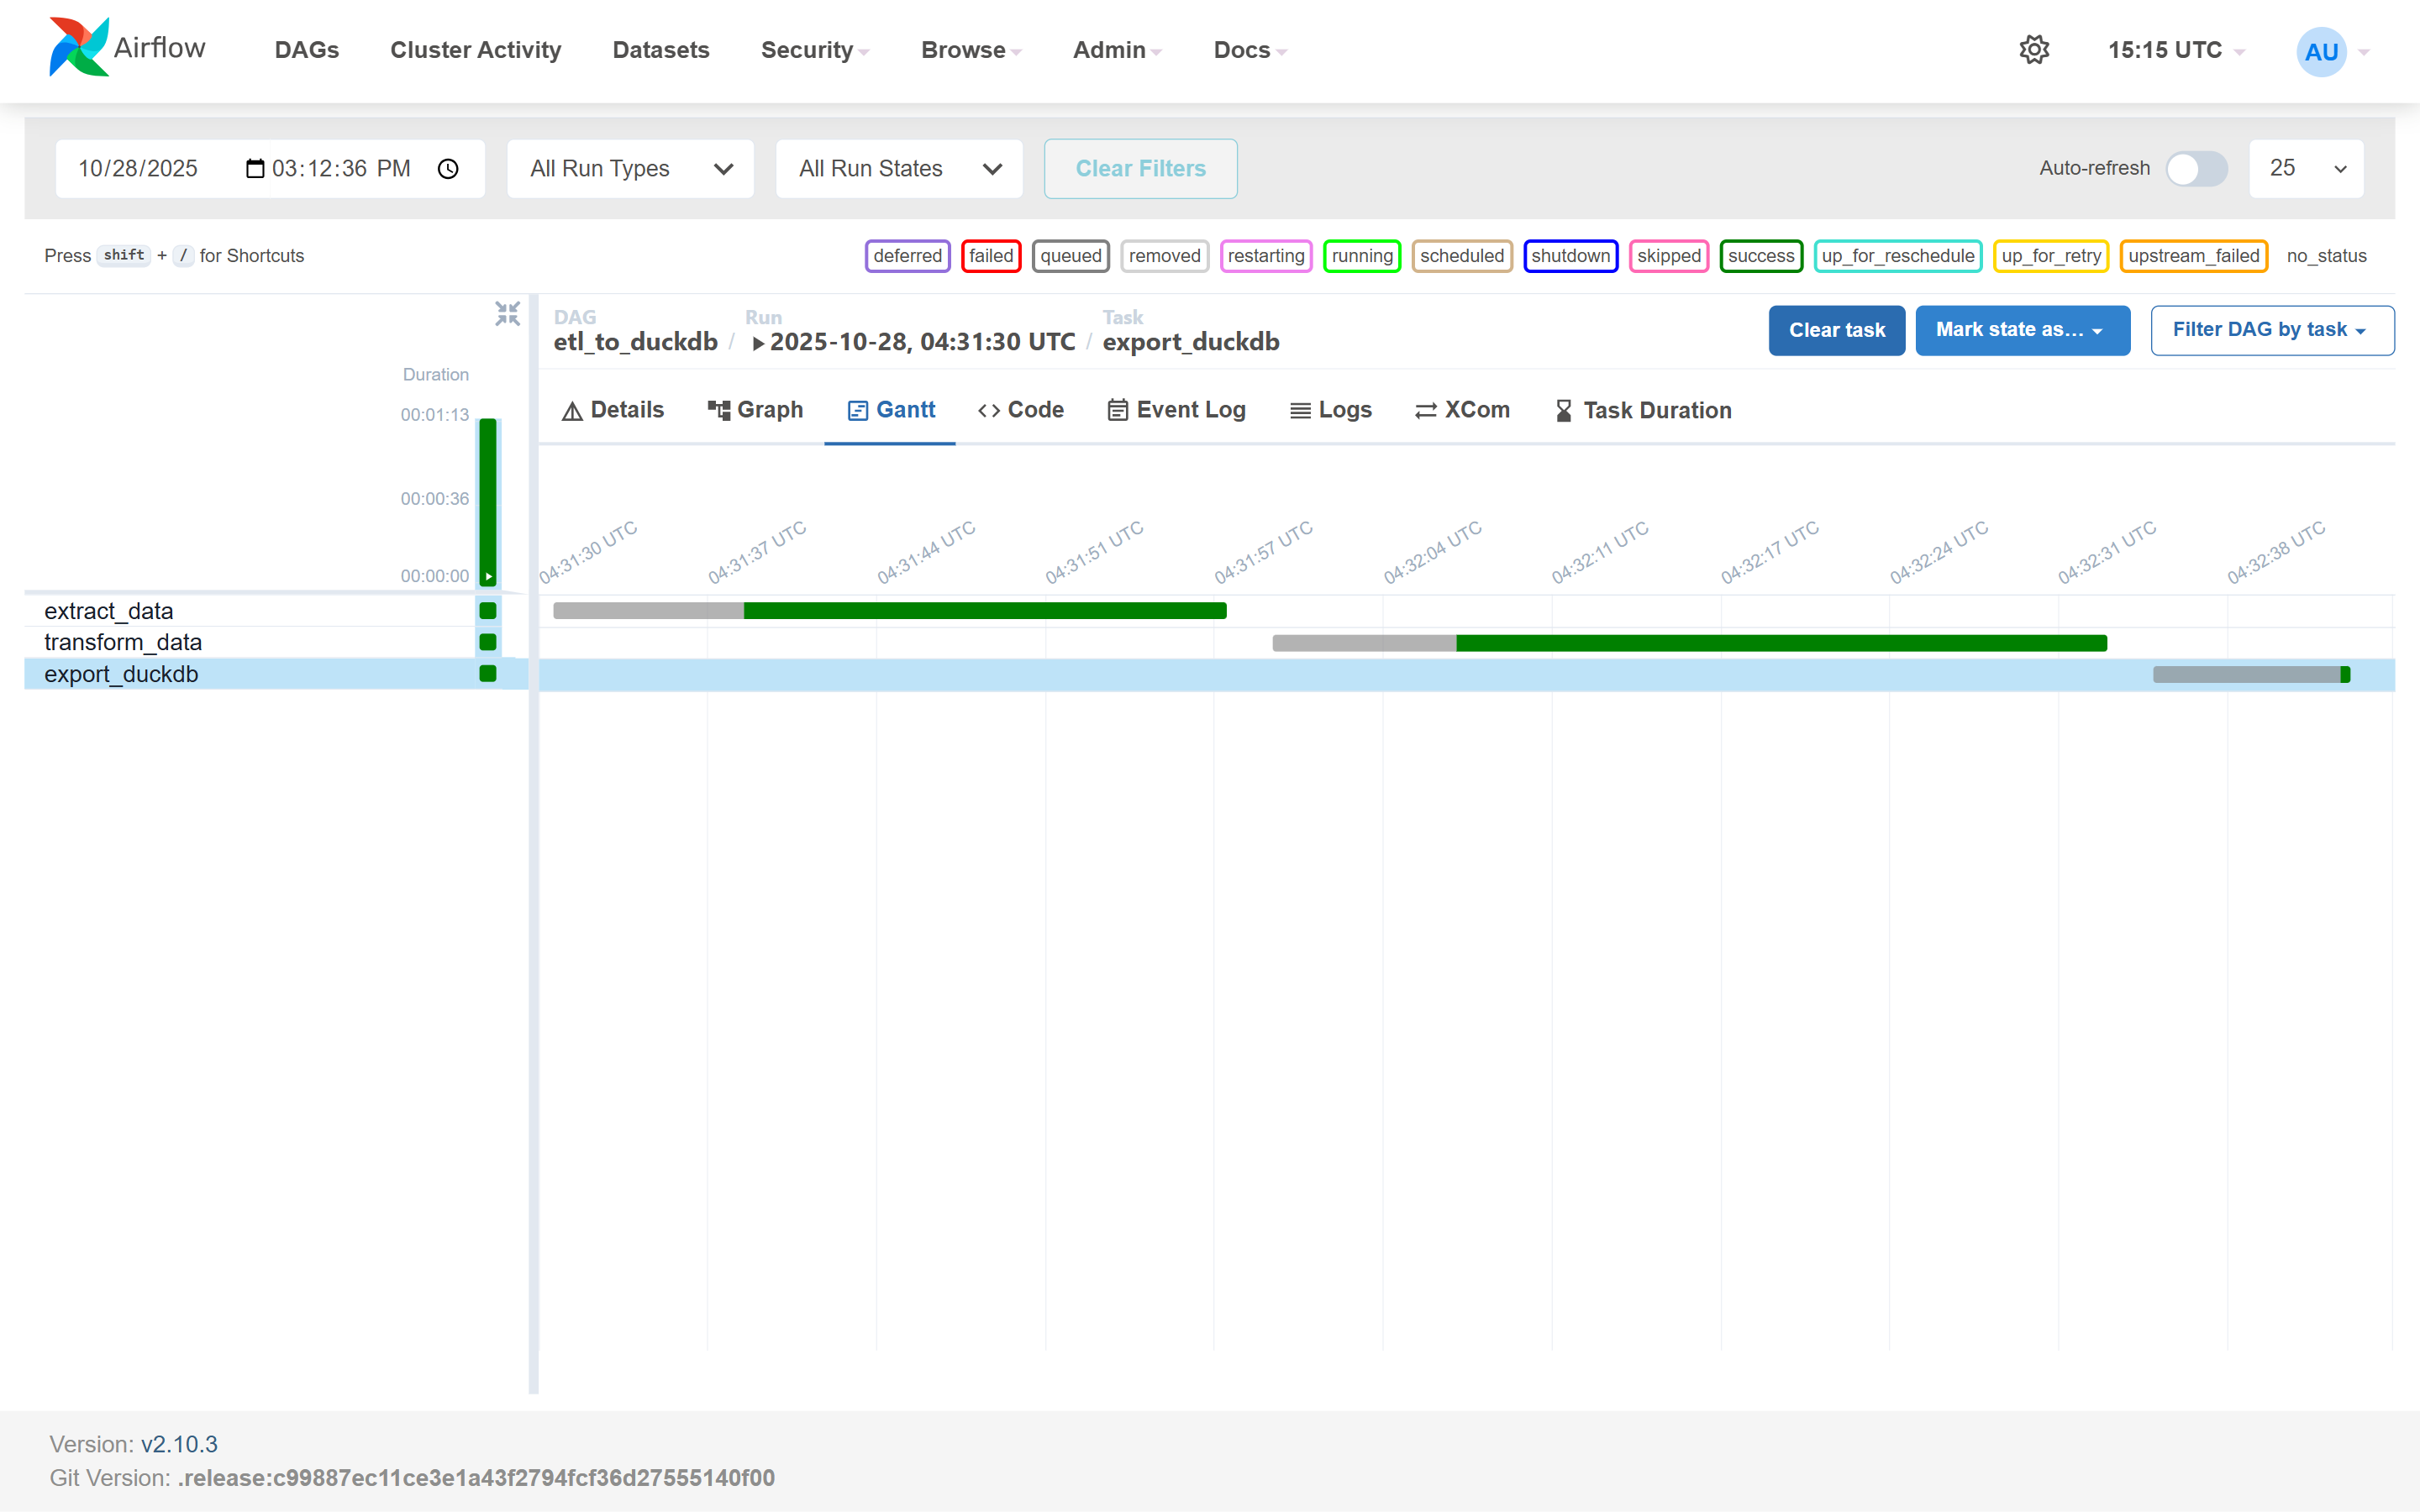 Airflow DAGs Cluster Activity Datasets Security Browse Admin Docs 15:15 UTC AU
10/28/2025 03:12:36 PM All Run Types All Run States Clear Filters Auto-refresh 25
Press shift + / for Shortcuts deferred failed queued removed restarting running scheduled shutdown skipped success up_for_reschedule up_for_retry upstream_failed no_status
DAG Run Task
etl_to_duckdb / 2025-10-28, 04:31:30 UTC / export_duckdb
Clear task Mark state as... Filter DAG by task
Details Graph Gantt Code Event Log Logs XCom Task Duration
Duration
00:01:13
00:00:36
00:00:00
04:31:30 UTC 04:31:37 UTC 04:31:44 UTC 04:31:51 UTC 04:31:57 UTC 04:32:04 UTC 04:32:11 UTC 04:32:17 UTC 04:32:24 UTC 04:32:31 UTC 04:32:38 UTC
extract_data
transform_data
export_duckdb
Version: v2.10.3
Git Version: .release:c99887ec11ce3e1a43f2794fcf36d27555140f00